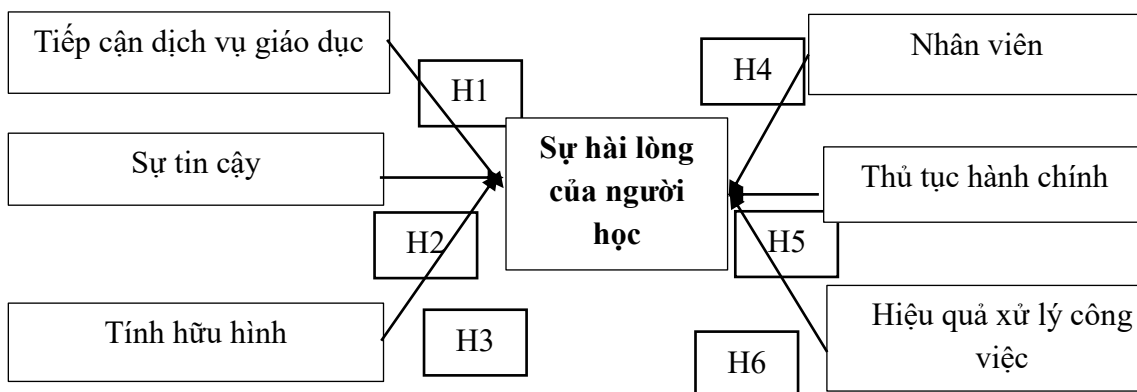 Tiếp cận dịch vụ giáo dục
H1
Sự tin cậy
H2
Tính hữu hình
H3
Sự hài lòng
của người
học
H4
Nhân viên
Thủ tục hành chính
H5
Hiệu quả xử lý công
việc
H6